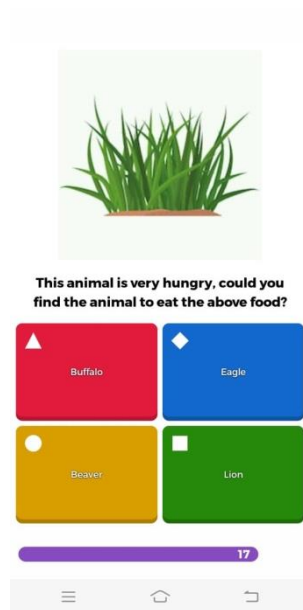 This animal is very hungry, could you
find the animal to eat the above food?
Buffalo
Eagle
Beaver
Lion
17